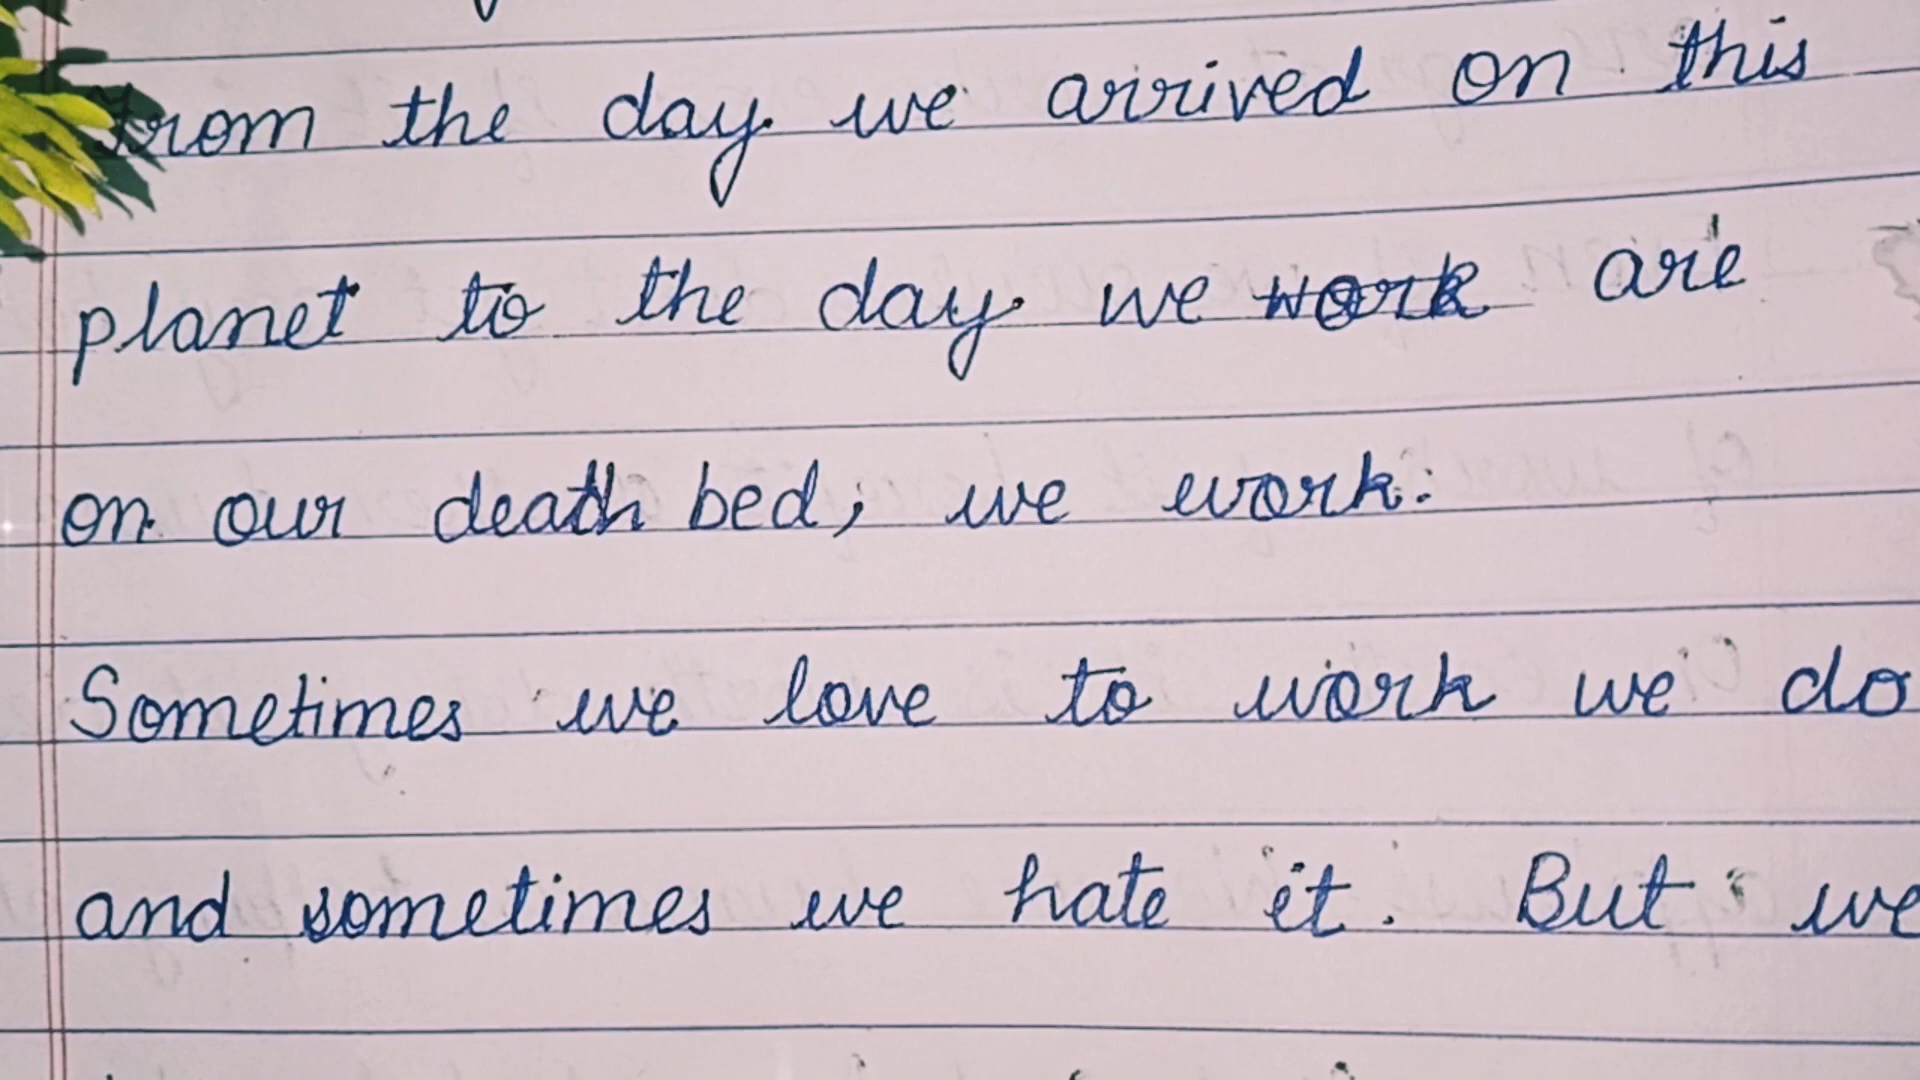 From the day we arrived on this
planet to the day we work are
on our death bed, we work.
Sometimes we love to work we do
and sometimes we hate it. But we